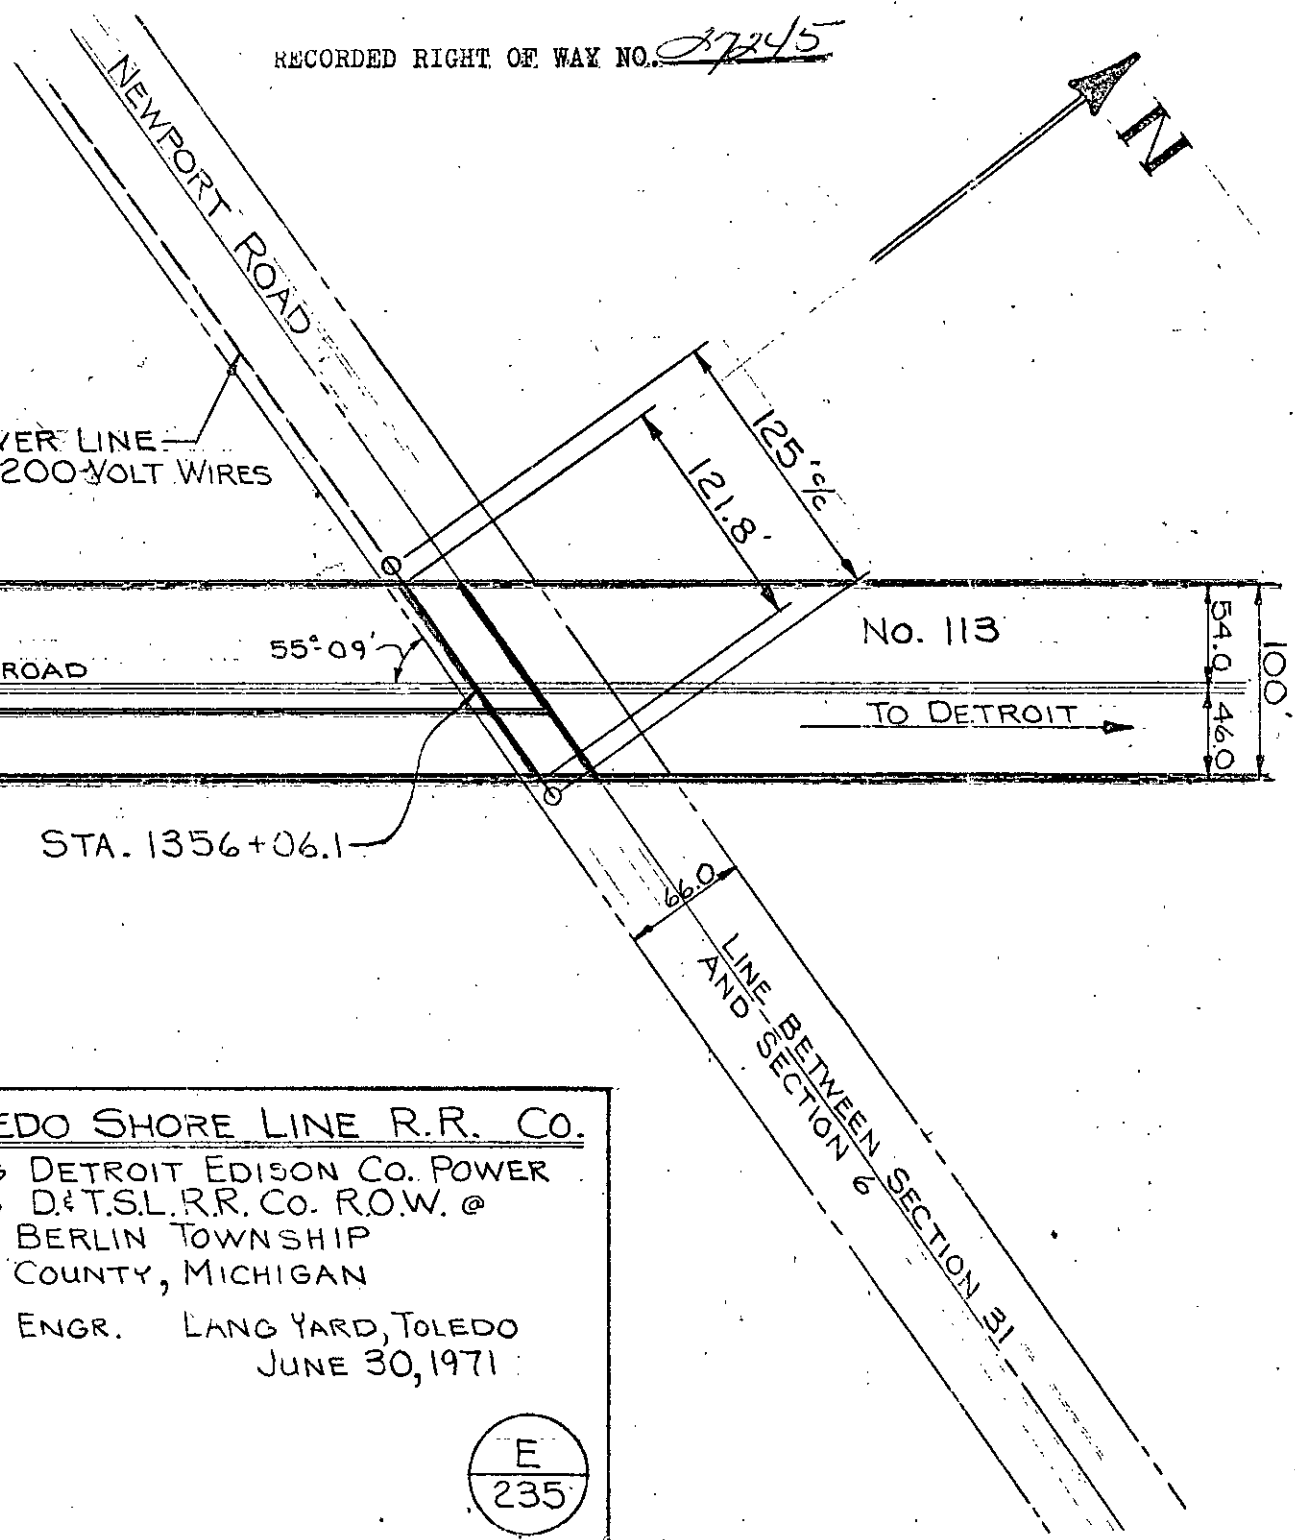 RECORDED RIGHT OF WAY NO. 27245
N
NEWPORT ROAD
VER LINE
200 VOLT WIRES
125' c/c
121.8'
No. 113
54.0
100'
46.0
ROAD
55°-09'
TO DETROIT
STA. 1356+06.1
66.0
LINE BETWEEN SECTION 31
AND SECTION 6
EDO SHORE LINE R.R. CO.
G DETROIT EDISON CO. POWER
D.&T.S.L.R.R. CO. R.O.W. @
BERLIN TOWNSHIP
COUNTY, MICHIGAN
ENGR. LANG YARD, TOLEDO
JUNE 30, 1971
E
235